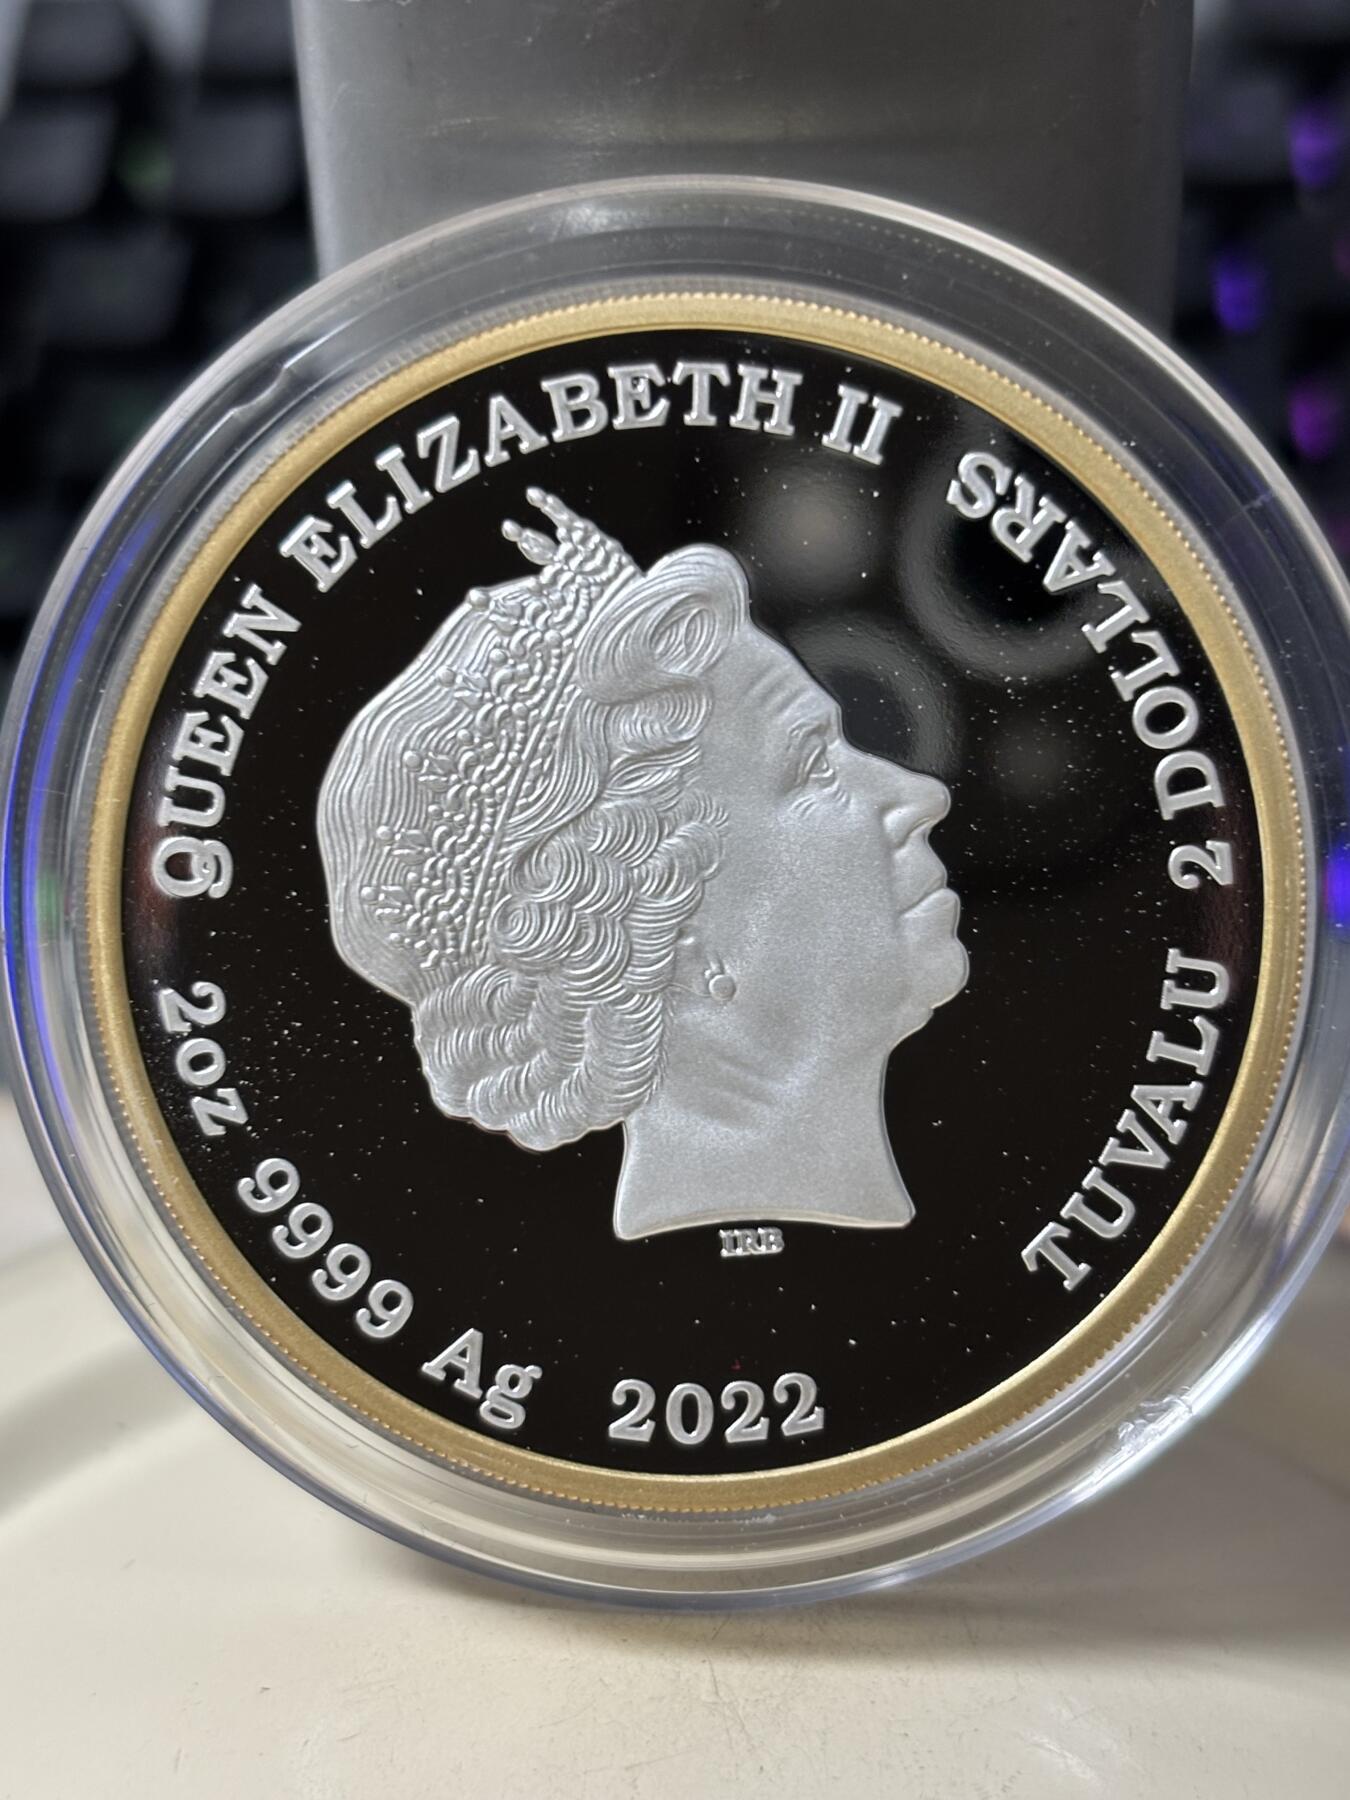 QUEEN ELIZABETH II
2 DOLLARS
TUVALU
2oz 9999 Ag
2022
IRB